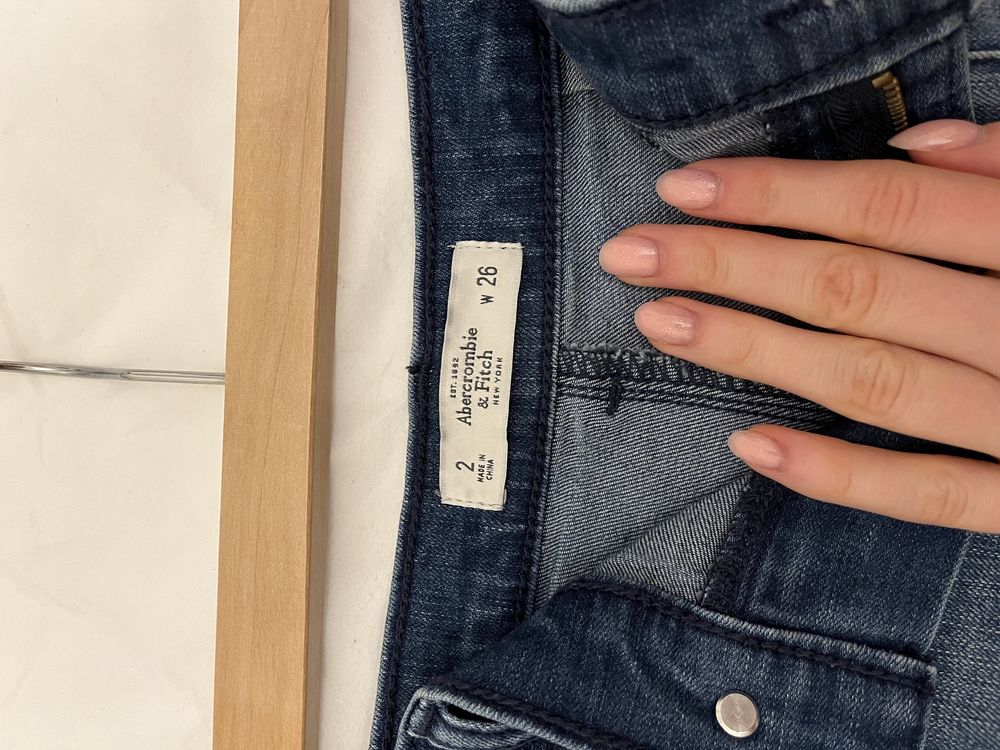 2
MADE IN
CHINA
EST. 1892
Abercrombie
& Fitch
NEW YORK
W 26